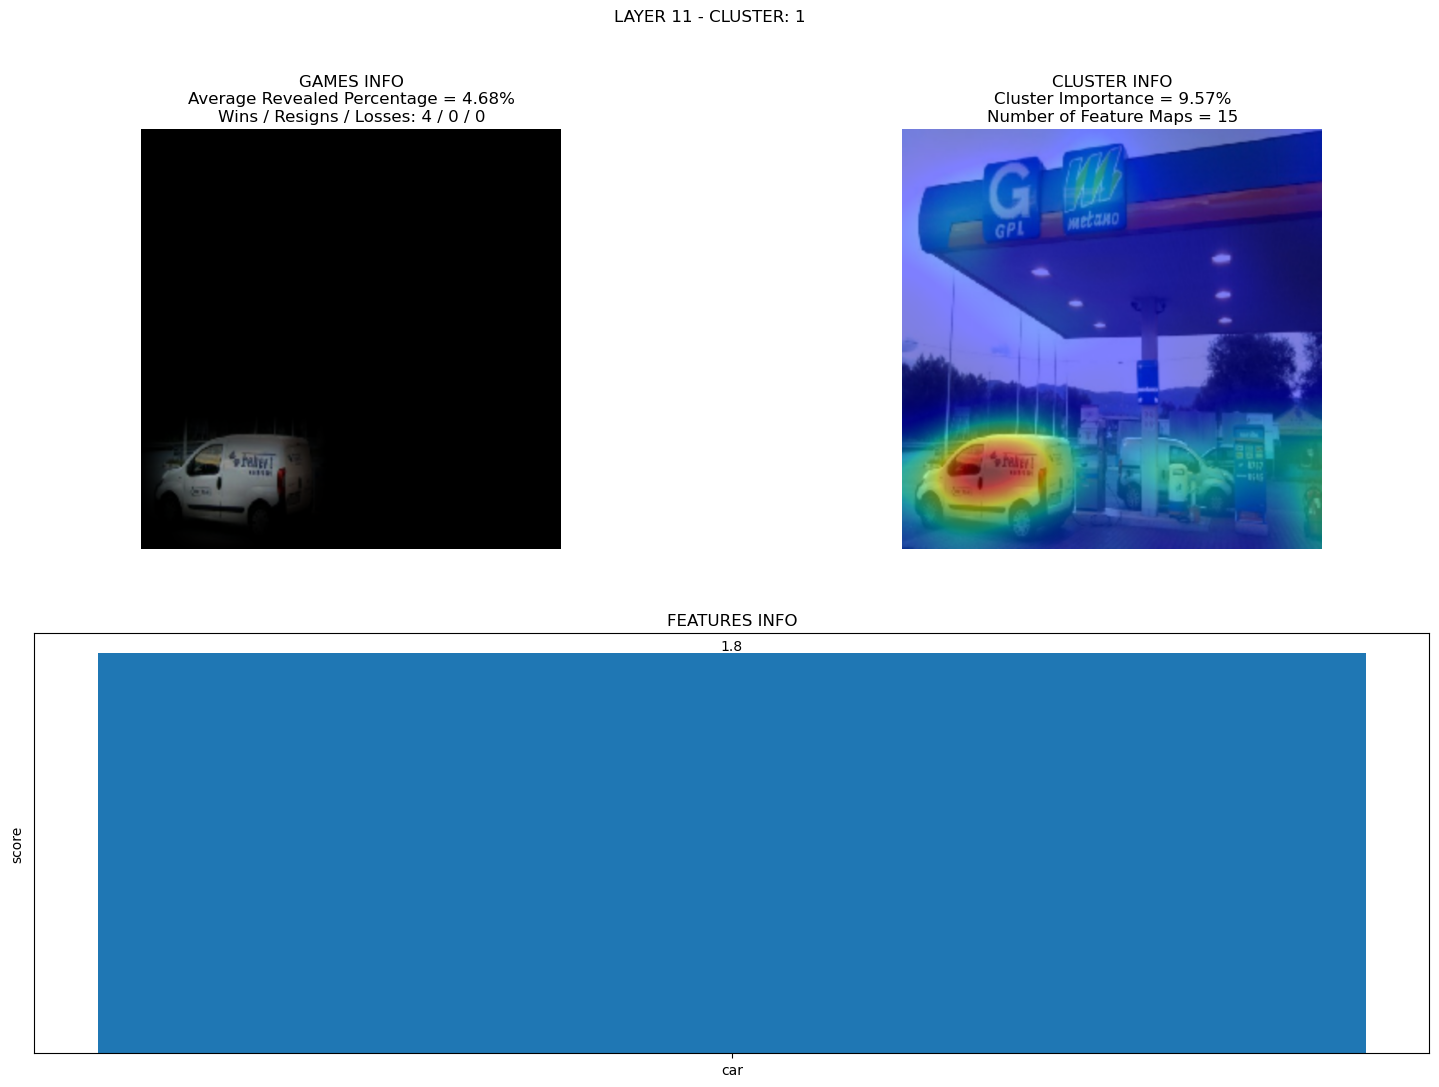 LAYER 11 - CLUSTER: 1
GAMES INFO
Average Revealed Percentage = 4.68%
Wins / Resigns / Losses: 4 / 0 / 0
CLUSTER INFO
Cluster Importance = 9.57%
Number of Feature Maps = 15
G
GPL
metano
FEATURES INFO
1.8
score
car